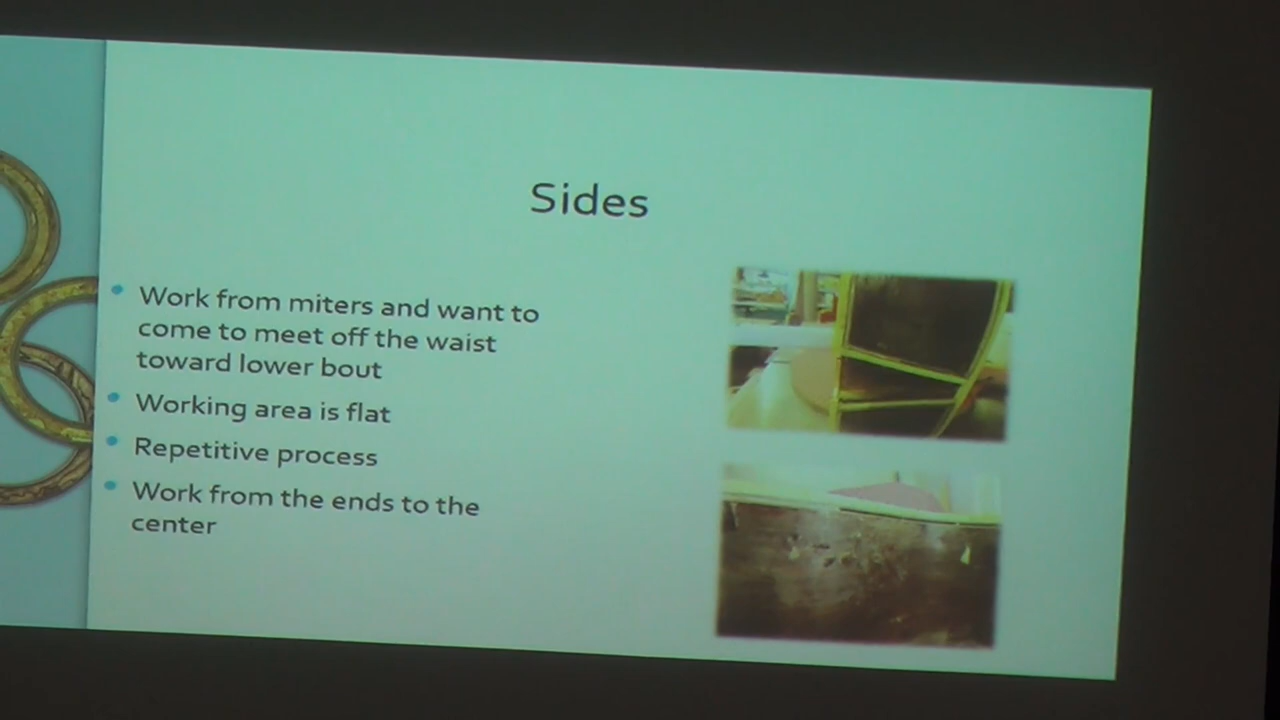 Sides
Work from miters and want to
come to meet off the waist
toward lower bout
Working area is flat
Repetitive process
Work from the ends to the
center